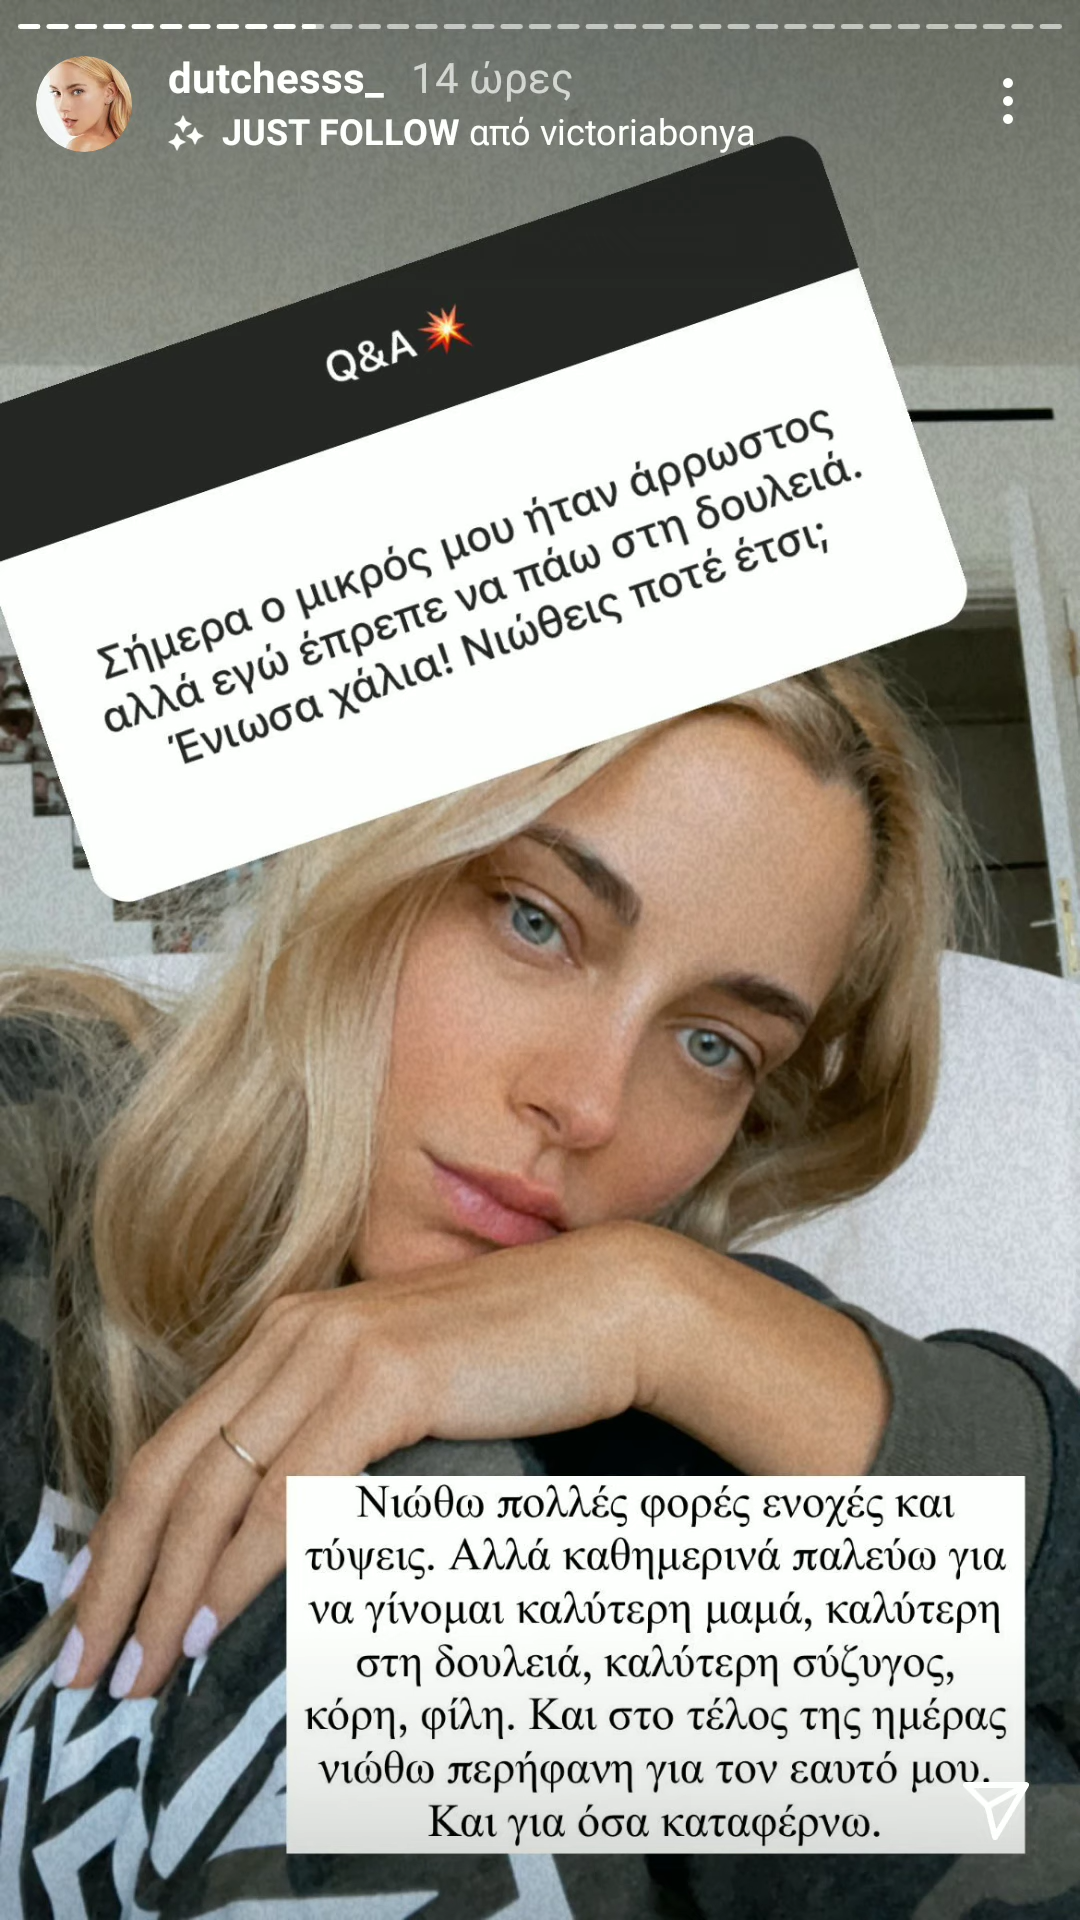 dutchesss_ 14 ώρες
JUST FOLLOW από victoriabonya
Q&A
Σήμερα ο μικρός μου ήταν άρρωστος
αλλά εγώ έπρεπε να πάω στη δουλειά.
Ένιωσα χάλια! Νιώθεις ποτέ έτσι;
Νιώθω πολλές φορές ενοχές και
τύψεις. Αλλά καθημερινά παλεύω για
να γίνομαι καλύτερη μαμά, καλύτερη
στη δουλειά, καλύτερη σύζυγος,
κόρη, φίλη. Και στο τέλος της ημέρας
νιώθω περήφανη για τον εαυτό μου.
Και για όσα καταφέρνω.